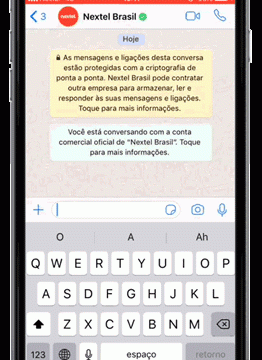 3 nextel Nextel Brasil
Hoje
As mensagens e ligações desta conversa
estão protegidas com a criptografia de
ponta a ponta. Nextel Brasil pode contratar
outra empresa para armazenar, ler e
responder às suas mensagens e ligações.
Toque para mais informações.
Você está conversando com a conta
comercial oficial de “Nextel Brasil”. Toque
para mais informações.
O A Ah
Q W E R T Y U I O P
A S D F G H J K L
Z X C V B N M
123 espaço retorno